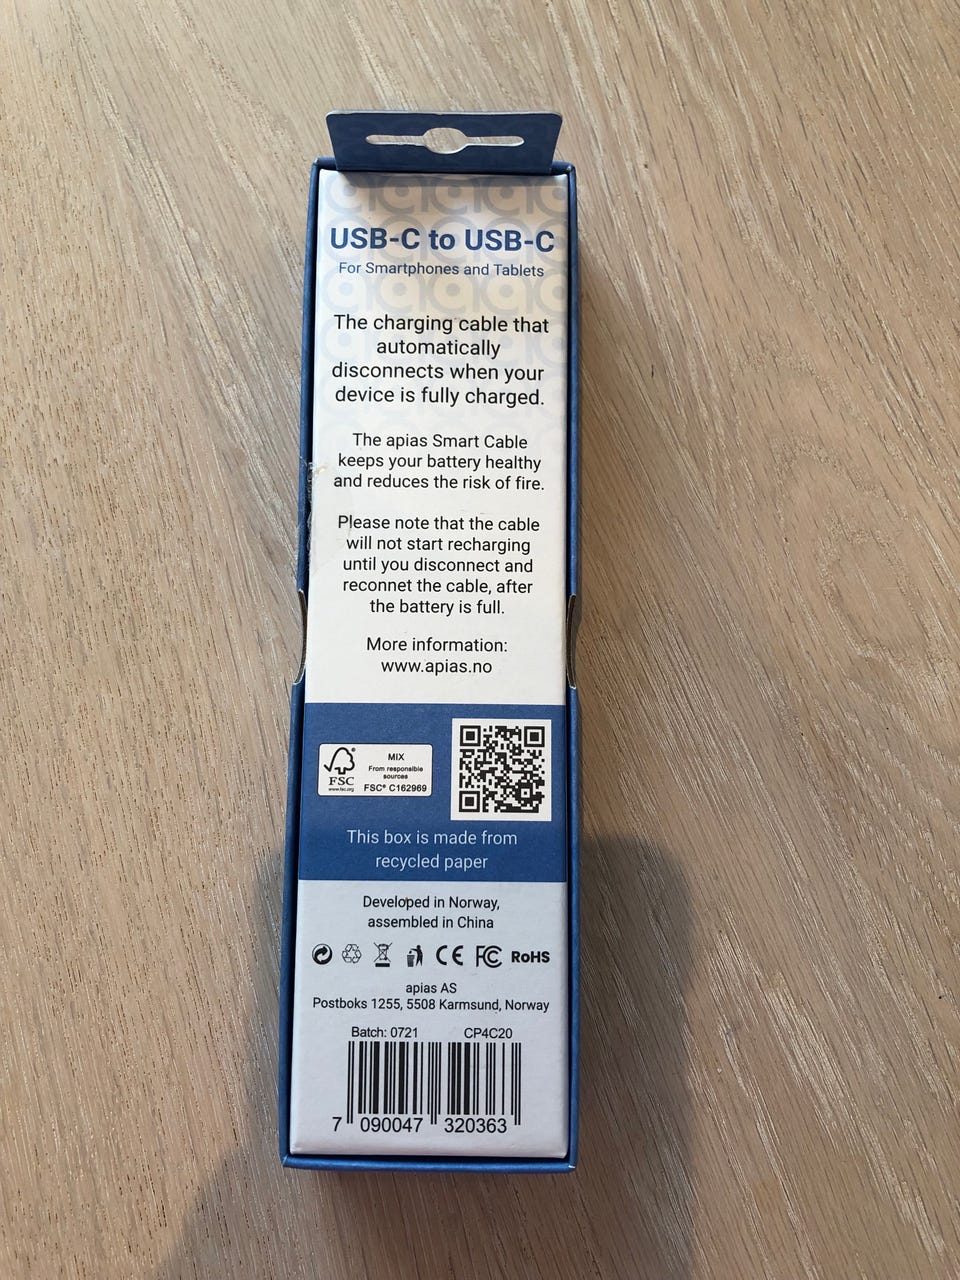 USB-C to USB-C
For Smartphones and Tablets
The charging cable that
automatically
disconnects when your
device is fully charged.
The apias Smart Cable
keeps your battery healthy
and reduces the risk of fire.
Please note that the cable
will not start recharging
until you disconnect and
reconnet the cable, after
the battery is full.
More information:
www.apias.no
FSC
www.fsc.org
MIX
From responsible
sources
FSC® C162969
This box is made from
recycled paper
Developed in Norway,
assembled in China
CE FC RoHS
apias AS
Postboks 1255, 5508 Karmsund, Norway
Batch: 0721 CP4C20
7 090047 320363